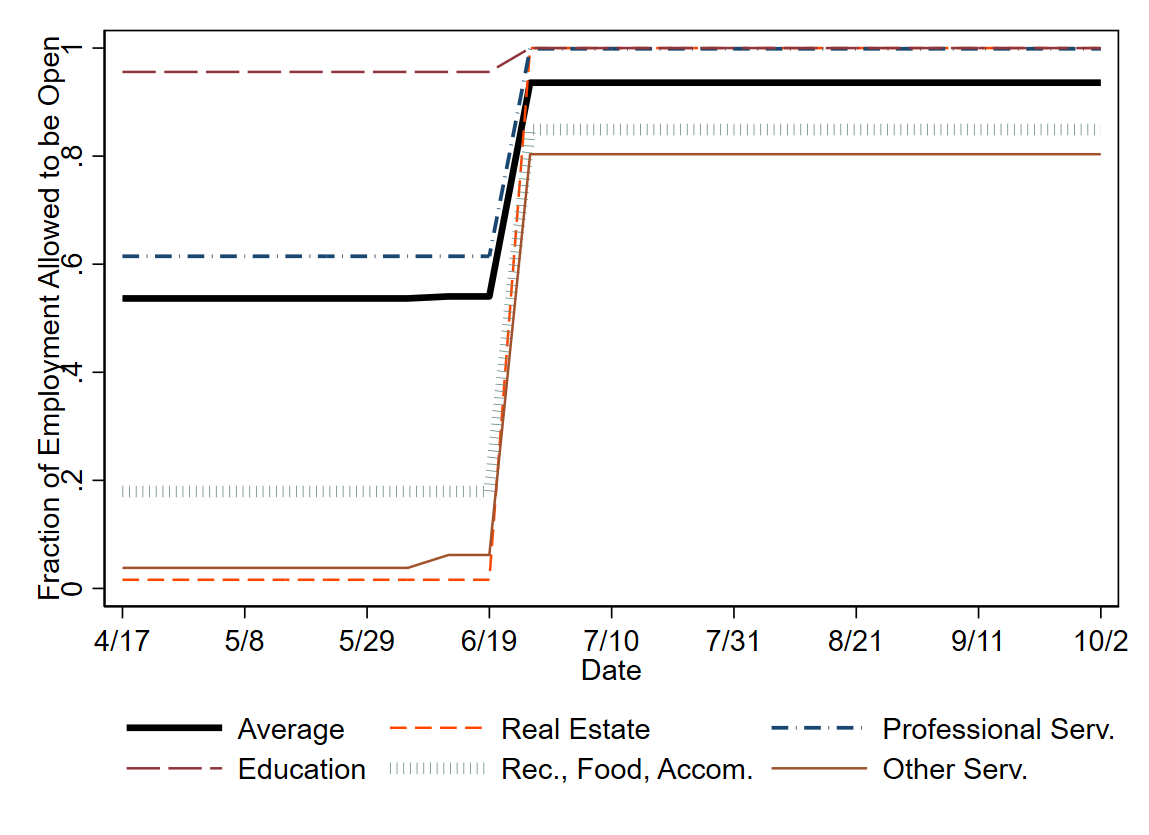 Fraction of Employment Allowed to be Open
1
.8
.6
.4
.2
0
4/17 5/8 5/29 6/19 7/10 7/31 8/21 9/11 10/2
Date
Average Real Estate Professional Serv.
Education Rec., Food, Accom. Other Serv.